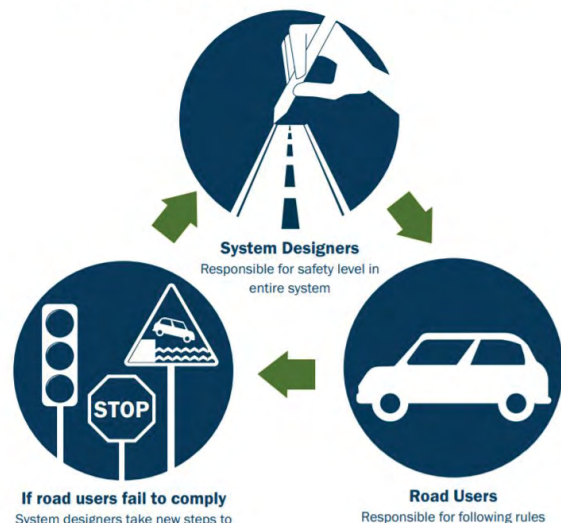 System Designers
Responsible for safety level in
entire system
STOP
If road users fail to comply
System designers take new steps to
Road Users
Responsible for following rules